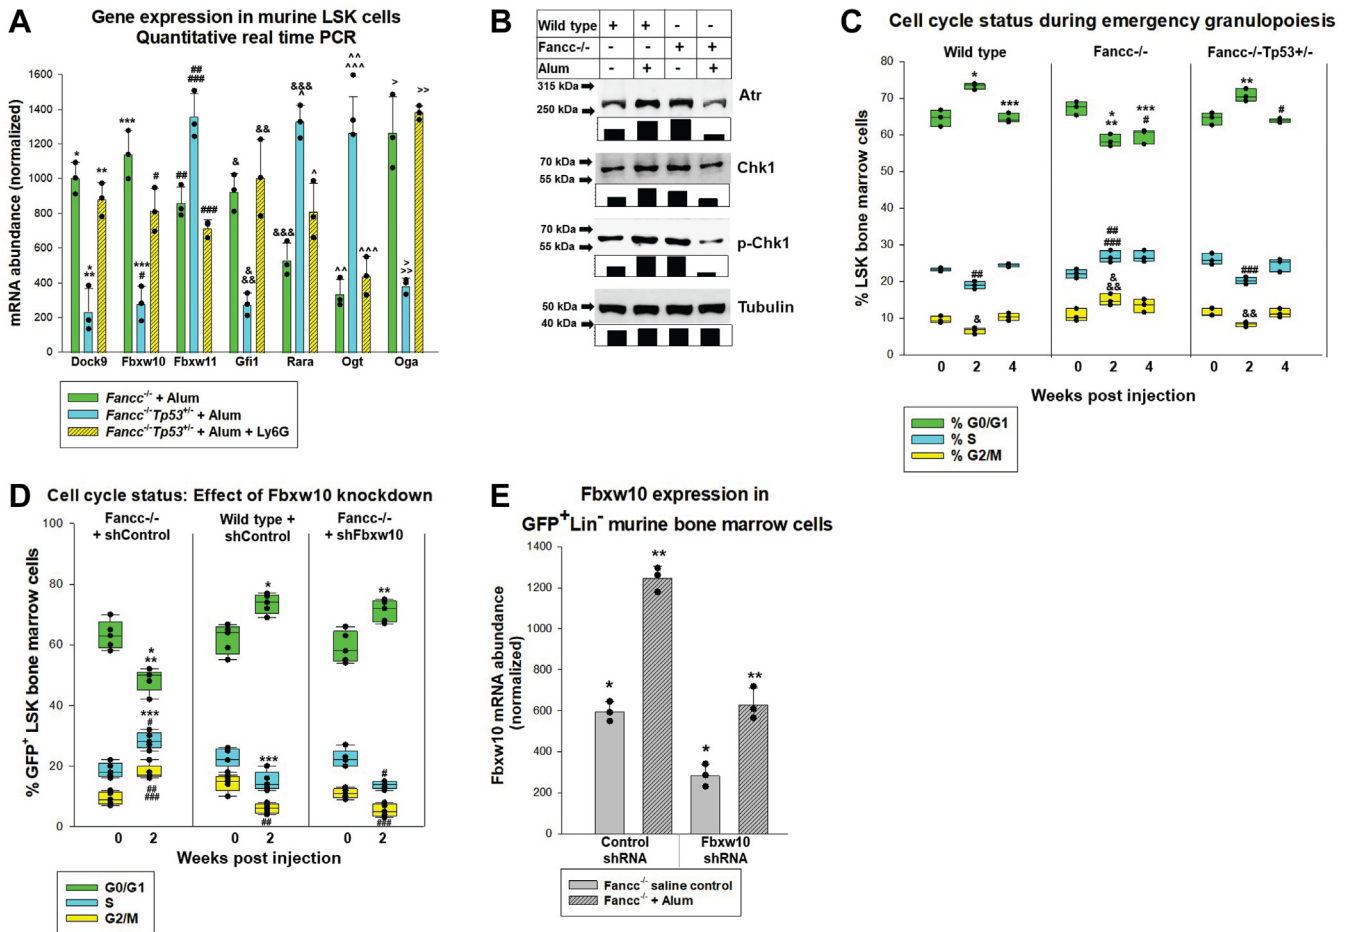 A
Gene expression in murine LSK cells
Quantitative real time PCR
mRNA abundance (normalized)
1600
1400
1200
1000
800
600
400
200
0
*
*
**
**
***
***
#
#
##
##
###
###
&
&
&&
&&
&&&
&&&
^
^
^^
^^
^^^
^^^
>
>
>>
>>
Dock9 Fbxw10 Fbxw11 Gfi1 Rara Ogt Oga
Fancc-/- + Alum
Fancc-/-Tp53+/- + Alum
Fancc-/-Tp53+/- + Alum + Ly6G
B
Wild type + + - -
Fancc-/- - - + +
Alum - + - +
315 kDa
250 kDa
Atr
70 kDa
55 kDa
Chk1
70 kDa
55 kDa
p-Chk1
50 kDa
40 kDa
Tubulin
C
Cell cycle status during emergency granulopoiesis
Wild type Fancc-/- Fancc-/-Tp53+/-
% LSK bone marrow cells
80
70
60
50
40
30
20
10
0
*
***
##
&
*
**
***
#
##
###
&
&&
**
#
###
&&
0 2 4 0 2 4 0 2 4
Weeks post injection
% G0/G1
% S
% G2/M
D
Cell cycle status: Effect of Fbxw10 knockdown
Fancc-/-
+ shControl
Wild type +
shControl
Fancc-/-
+ shFbxw10
% GFP+ LSK bone marrow cells
100
80
60
40
20
0
*
**
***
#
##
###
*
***
##
**
#
###
0 2 0 2 0 2
Weeks post injection
G0/G1
S
G2/M
E
Fbxw10 expression in
GFP+Lin- murine bone marrow cells
Fbxw10 mRNA abundance
(normalized)
1400
1200
1000
800
600
400
200
0
*
**
*
**
Control
shRNA
Fbxw10
shRNA
Fancc-/- saline control
Fancc-/- + Alum